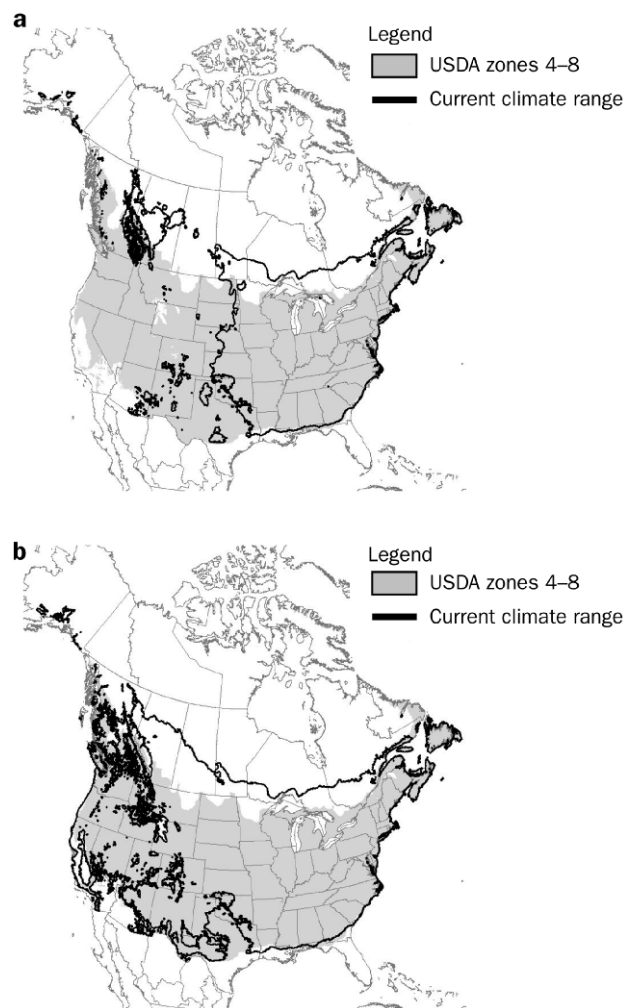 a
Legend
USDA zones 4–8
Current climate range
b
Legend
USDA zones 4–8
Current climate range